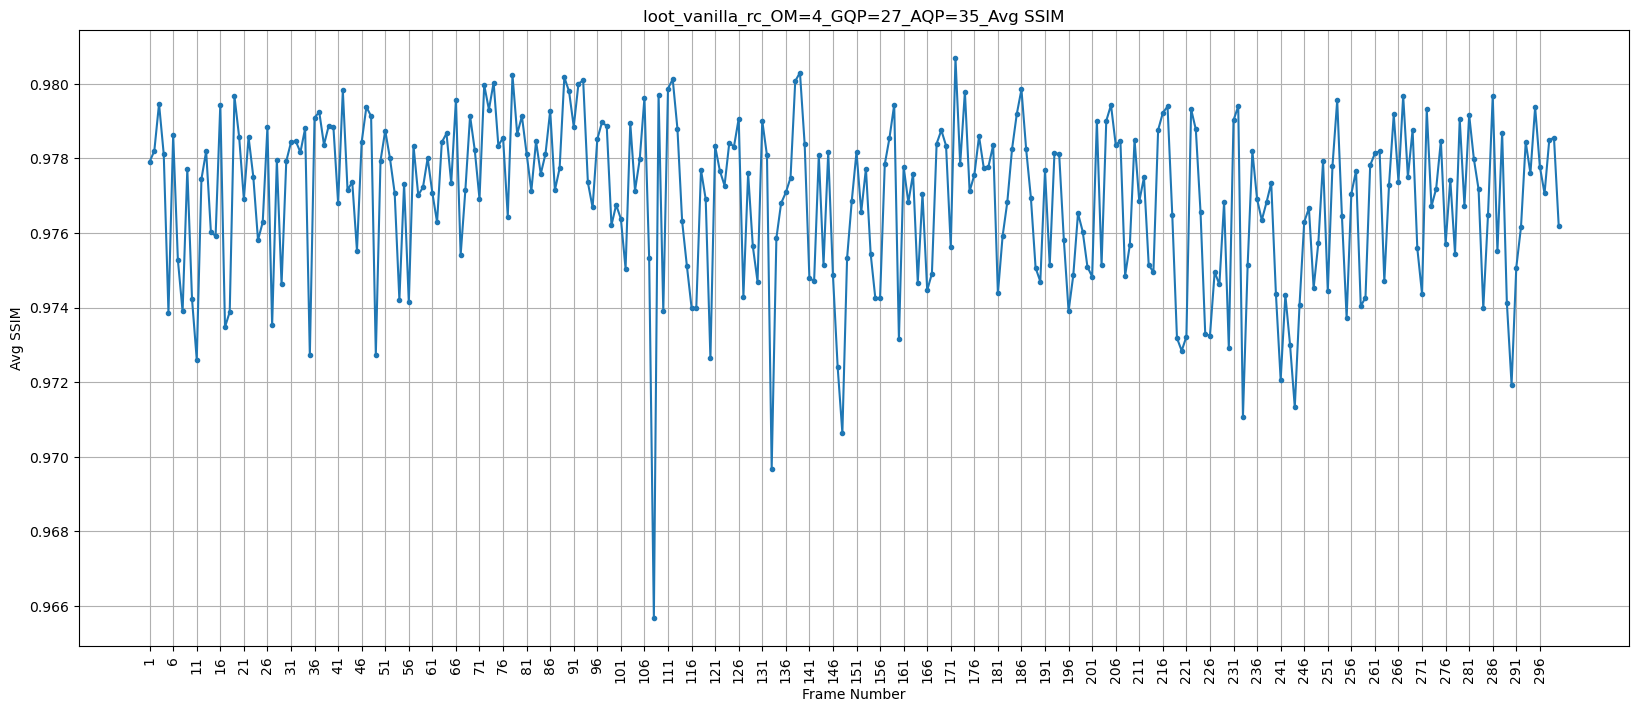 loot_vanilla_rc_OM=4_GQP=27_AQP=35_Avg SSIM
0.980
0.978
0.976
0.974
0.972
0.970
0.968
0.966
Avg SSIM
1 6 11 16 21 26 31 36 41 46 51 56 61 66 71 76 81 86 91 96 101 106 111 116 121 126 131 136 141 146 151 156 161 166 171 176 181 186 191 196 201 206 211 216 221 226 231 236 241 246 251 256 261 266 271 276 281 286 291 296
Frame Number